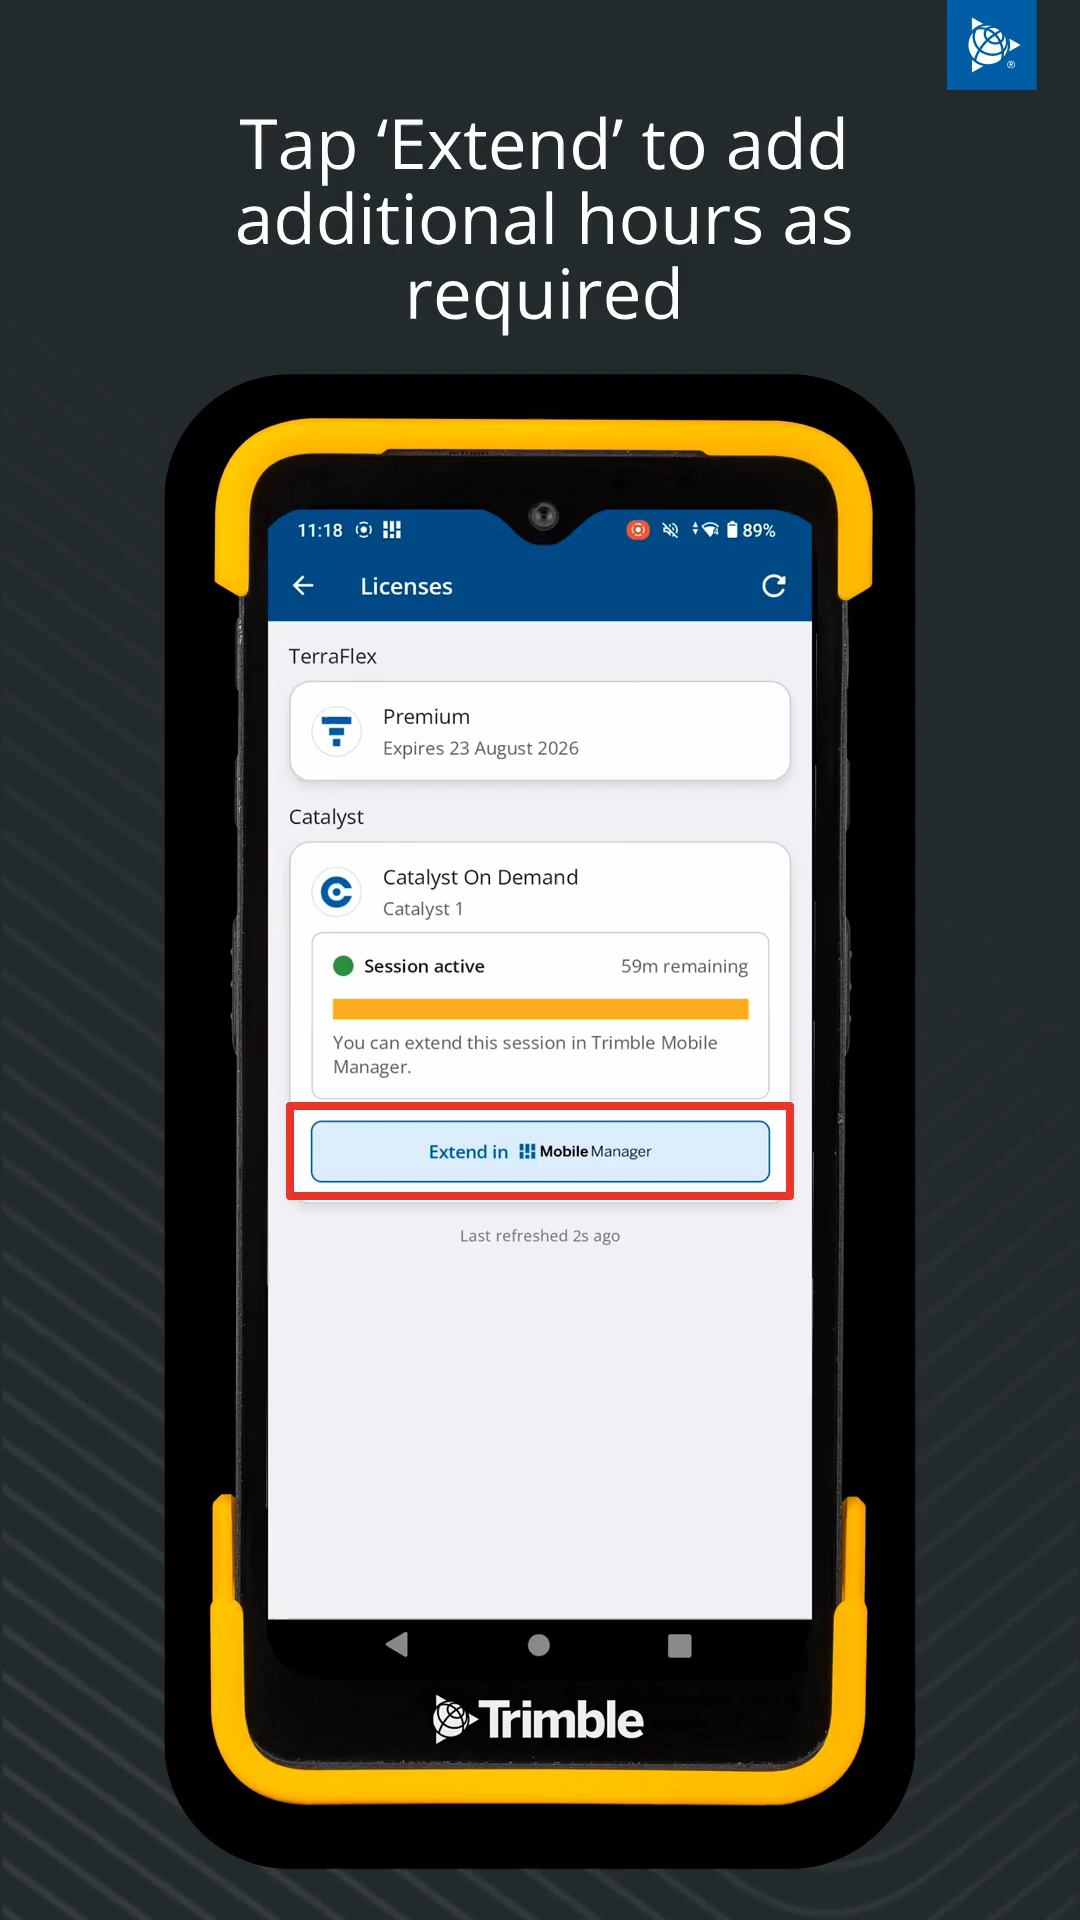 ®
Tap ‘Extend’ to add
additional hours as
required
11:18
89%
Licenses
TerraFlex
Premium
Expires 23 August 2026
Catalyst
Catalyst On Demand
Catalyst 1
Session active
59m remaining
You can extend this session in Trimble Mobile
Manager.
Extend in Mobile Manager
Last refreshed 2s ago
Trimble